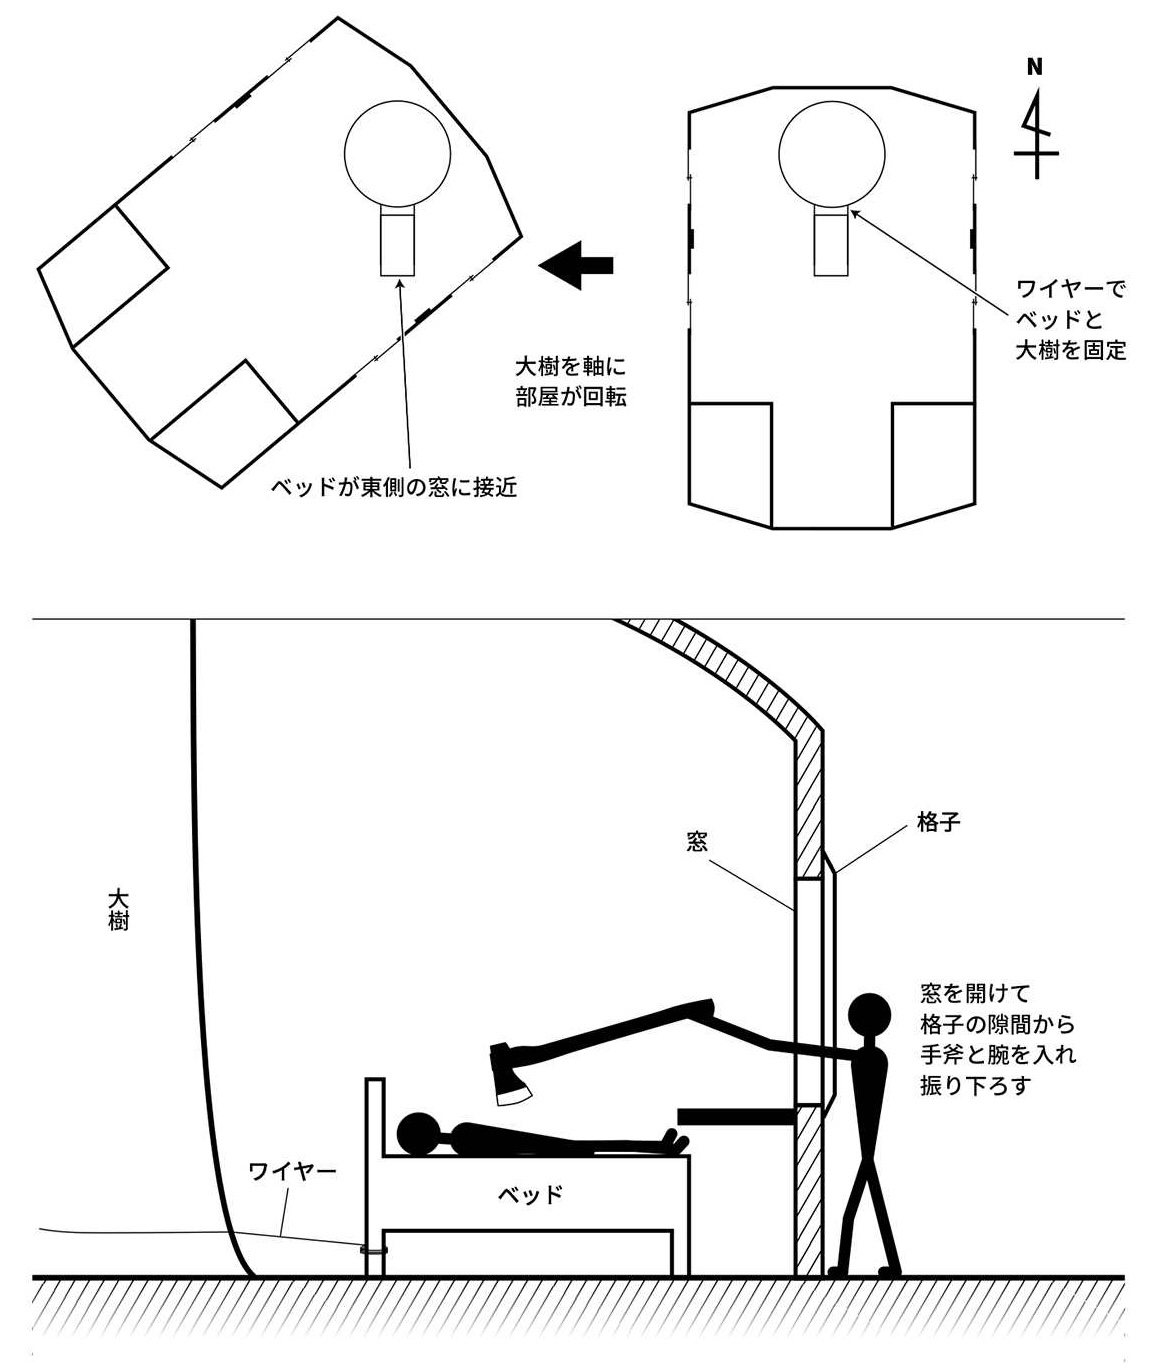 N
ワイヤーで
ベッドと
大樹を固定
大樹を軸に
部屋が回転
ベッドが東側の窓に接近
格子
窓
大樹
窓を開けて
格子の隙間から
手斧と腕を入れ
振り下ろす
ワイヤー
ベッド